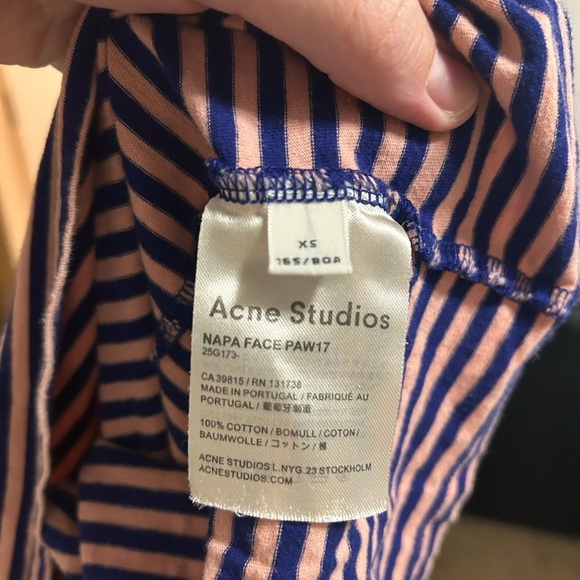 XS
165/80A
Acne Studios
NAPA FACE PAW17
25G173-
CA 39815 / RN 131738
MADE IN PORTUGAL / FABRIQUÉ AU
PORTUGAL / 葡萄牙制造
100% COTTON / BOMULL / COTON /
BAUMWOLLE / コットン / 棉
ACNE STUDIOS L.NYG.23 STOCKHOLM
ACNESTUDIOS.COM